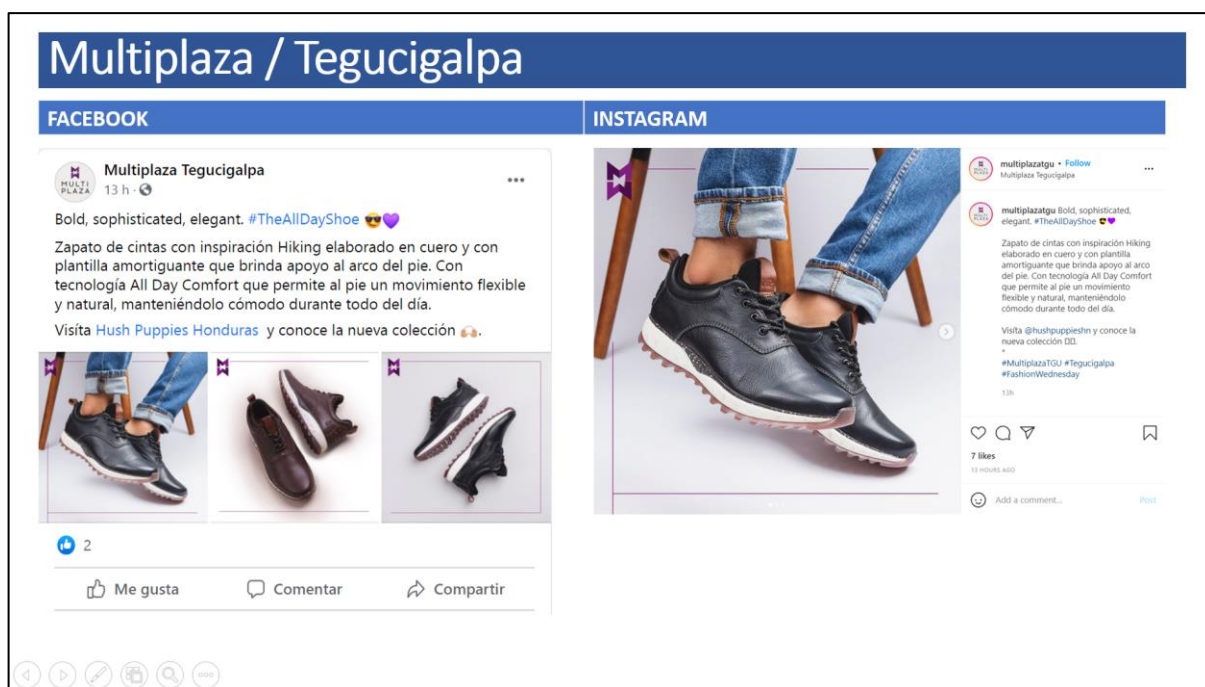 Multiplaza / Tegucigalpa
FACEBOOK
INSTAGRAM
MULTI
PLAZA
Multiplaza Tegucigalpa
13 h ·
Bold, sophisticated, elegant. #TheAllDayShoe 😎💜
Zapato de cintas con inspiración Hiking elaborado en cuero y con
plantilla amortiguante que brinda apoyo al arco del pie. Con
tecnología All Day Comfort que permite al pie un movimiento flexible
y natural, manteniéndolo cómodo durante todo del día.
Visíta Hush Puppies Honduras y conoce la nueva colección 🙌🏼.
2
Me gusta
Comentar
Compartir
multiplazatgu • Follow
Multiplaza Tegucigalpa
multiplazatgu Bold, sophisticated,
elegant. #TheAllDayShoe 😎💜
Zapato de cintas con inspiración Hiking
elaborado en cuero y con plantilla
amortiguante que brinda apoyo al arco
del pie. Con tecnología All Day Comfort
que permite al pie un movimiento
flexible y natural, manteniéndolo
cómodo durante todo del día.
Visíta @hushpuppieshn y conoce la
nueva colección ▯▯.
"
#MultiplazaTGU #Tegucigalpa
#FashionWednesday
13h
7 likes
13 HOURS AGO
Add a comment...
Post